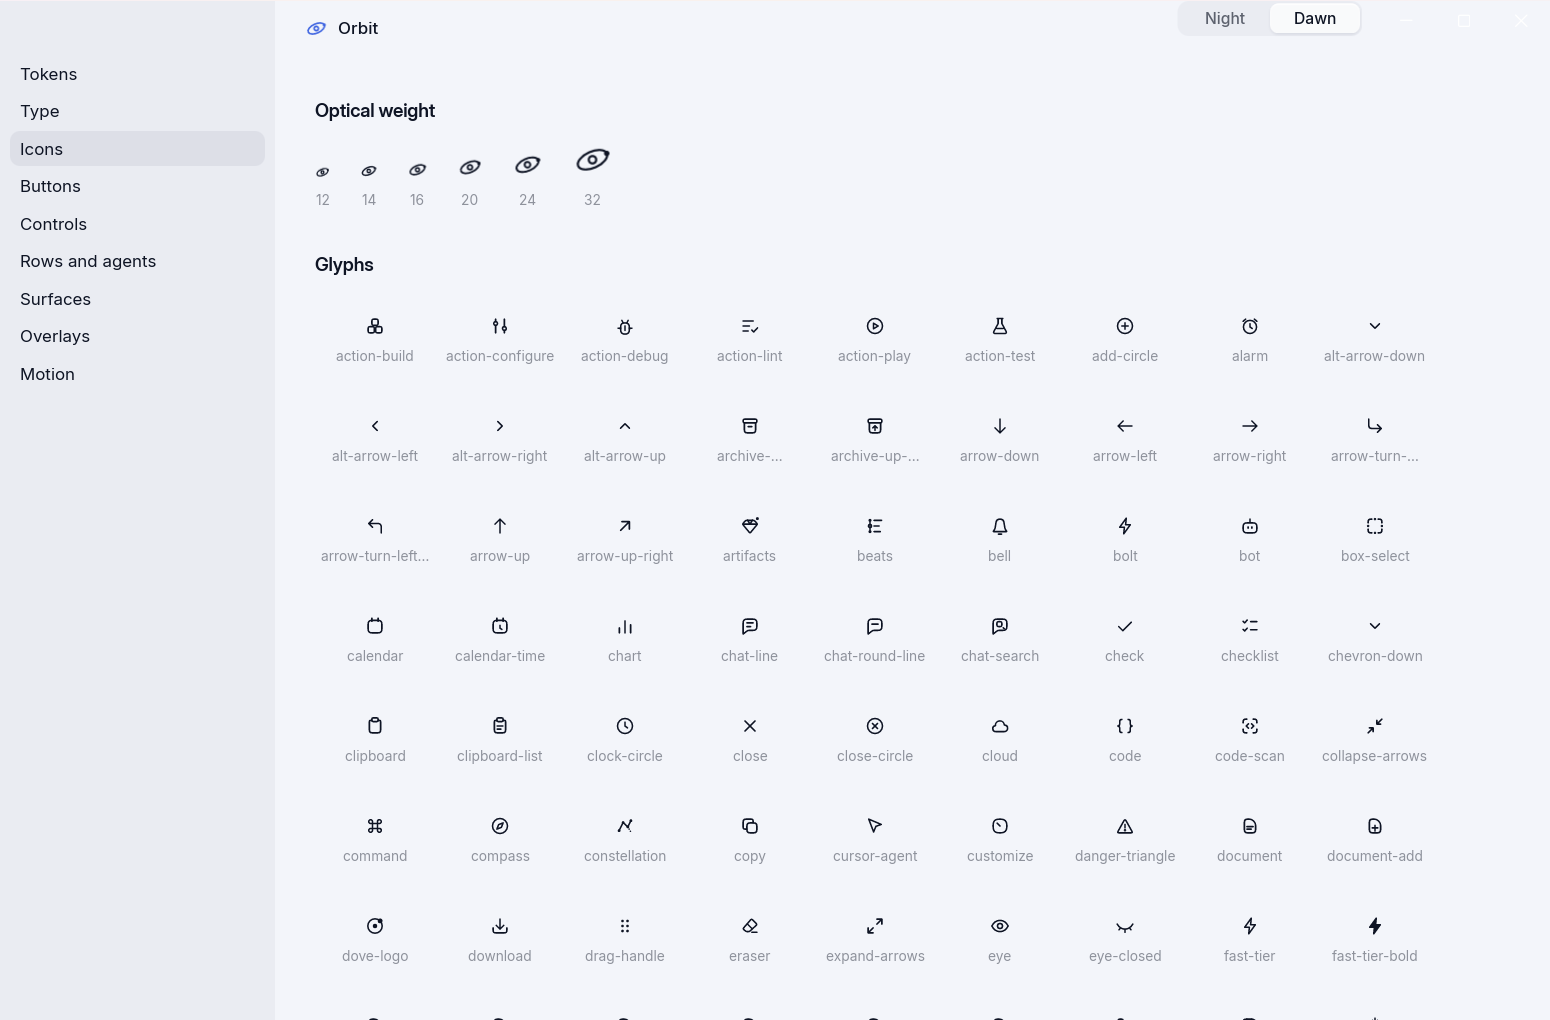 Orbit
Night
Dawn
Tokens
Type
Icons
Buttons
Controls
Rows and agents
Surfaces
Overlays
Motion
Optical weight
12 14 16 20 24 32
Glyphs
action-build action-configure action-debug action-lint action-play action-test add-circle alarm alt-arrow-down
alt-arrow-left alt-arrow-right alt-arrow-up archive-... archive-up-... arrow-down arrow-left arrow-right arrow-turn-...
arrow-turn-left... arrow-up arrow-up-right artifacts beats bell bolt bot box-select
calendar calendar-time chart chat-line chat-round-line chat-search check checklist chevron-down
clipboard clipboard-list clock-circle close close-circle cloud code code-scan collapse-arrows
command compass constellation copy cursor-agent customize danger-triangle document document-add
dove-logo download drag-handle eraser expand-arrows eye eye-closed fast-tier fast-tier-bold